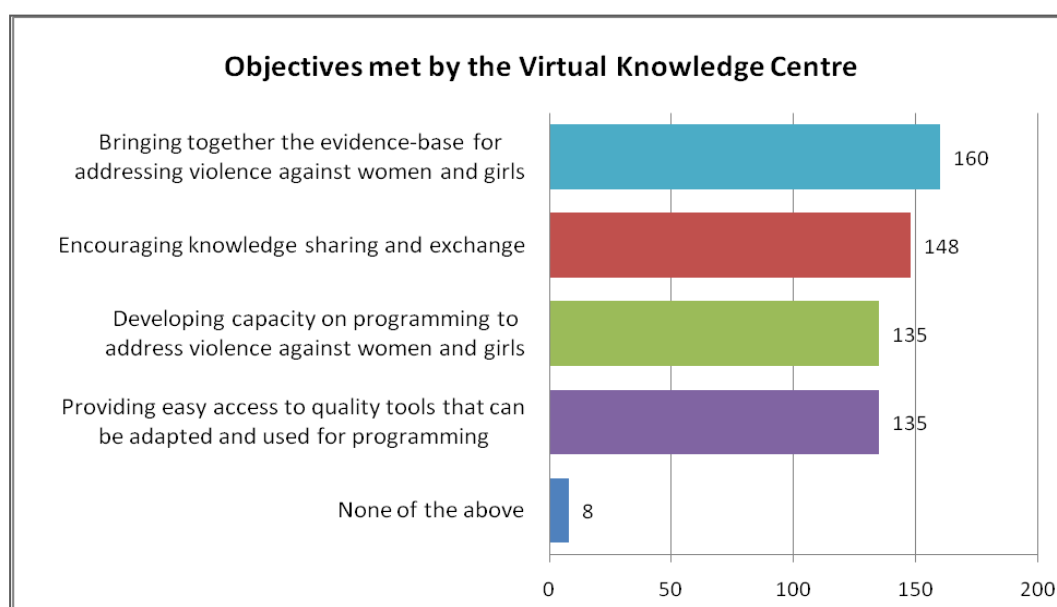 Objectives met by the Virtual Knowledge Centre
Bringing together the evidence-base for
addressing violence against women and girls
160
Encouraging knowledge sharing and exchange
148
Developing capacity on programming to
address violence against women and girls
135
Providing easy access to quality tools that can
be adapted and used for programming
135
None of the above
8
0 50 100 150 200